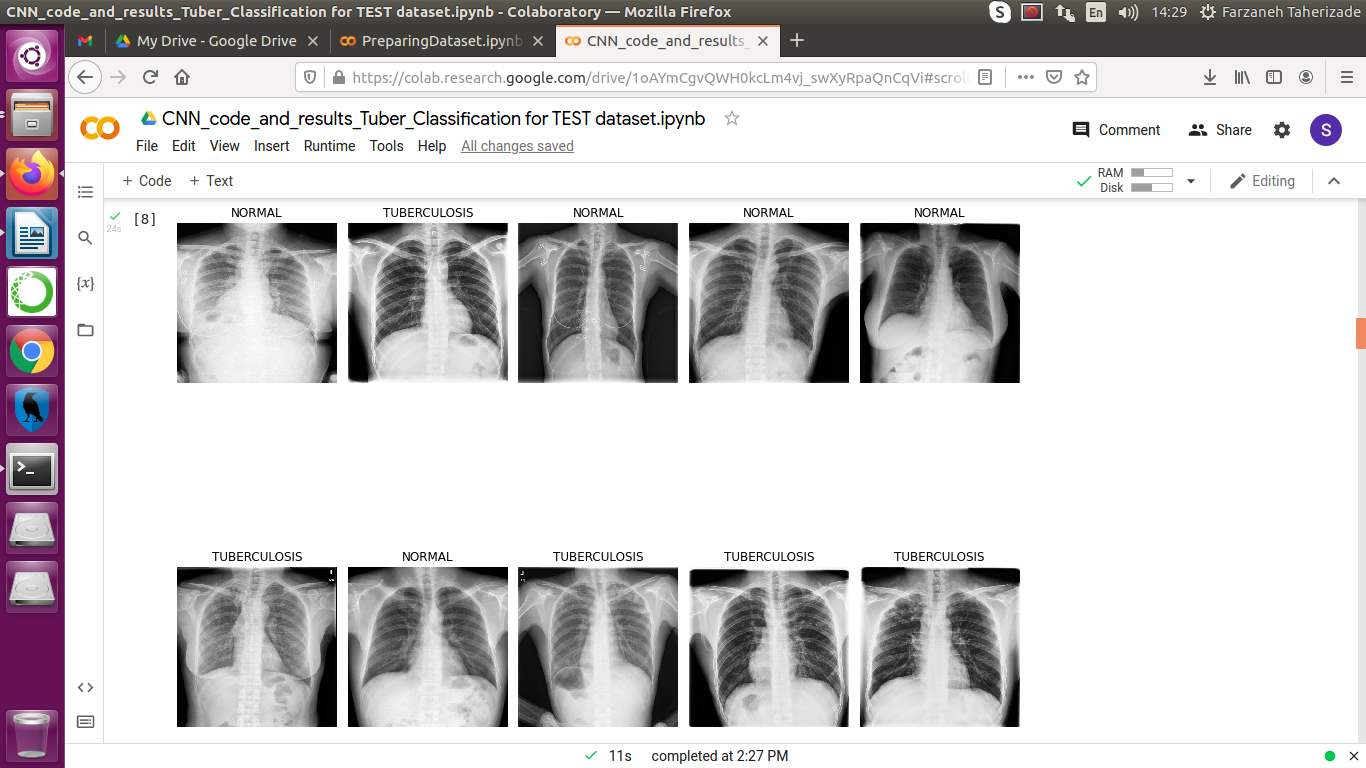 CNN_code_and_results_Tuber_Classification for TEST dataset.ipynb - Colaboratory — Mozilla Firefox
En 14:29 Farzaneh Taherizade
My Drive - Google Drive PreparingDataset.ipynb CNN_code_and_results_
https://colab.research.google.com/drive/1oAYmCgvQWH0kcLm4vj_swXyRpaQnCqVi#scrol
CNN_code_and_results_Tuber_Classification for TEST dataset.ipynb
Comment Share S
File Edit View Insert Runtime Tools Help All changes saved
+ Code + Text RAM Disk Editing
[8] 24s
NORMAL TUBERCULOSIS NORMAL NORMAL NORMAL
TUBERCULOSIS NORMAL TUBERCULOSIS TUBERCULOSIS TUBERCULOSIS
11s completed at 2:27 PM